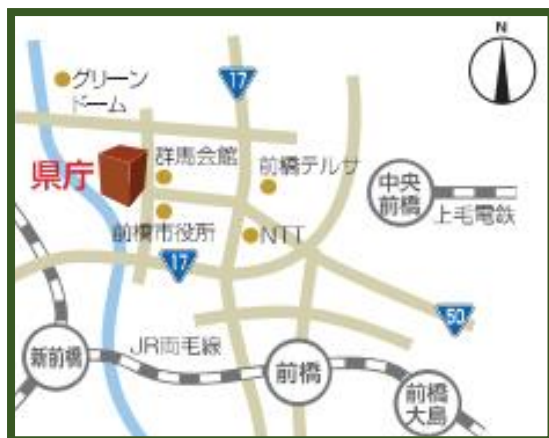 N
17
グリーン
ドーム
県庁
群馬会館
前橋テルサ
中央
前橋
上毛電鉄
前橋市役所
NTT
17
50
新前橋
JR両毛線
前橋
前橋
大島